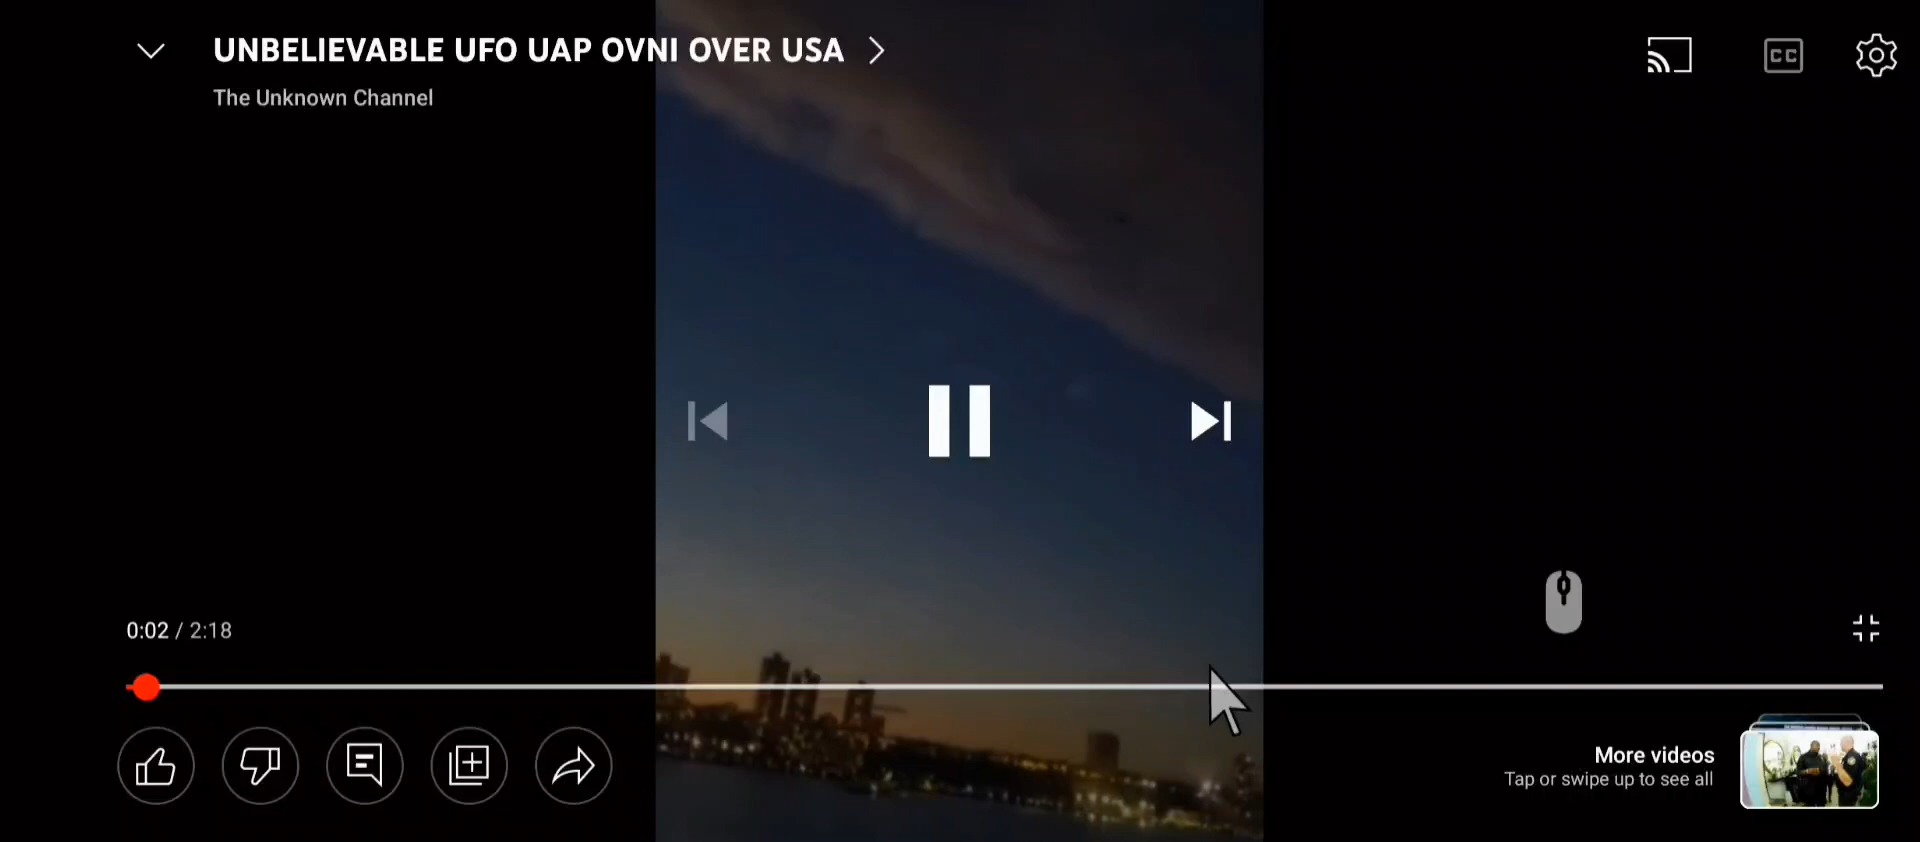 UNBELIEVABLE UFO UAP OVNI OVER USA
The Unknown Channel
CC
0:02 / 2:18
More videos
Tap or swipe up to see all